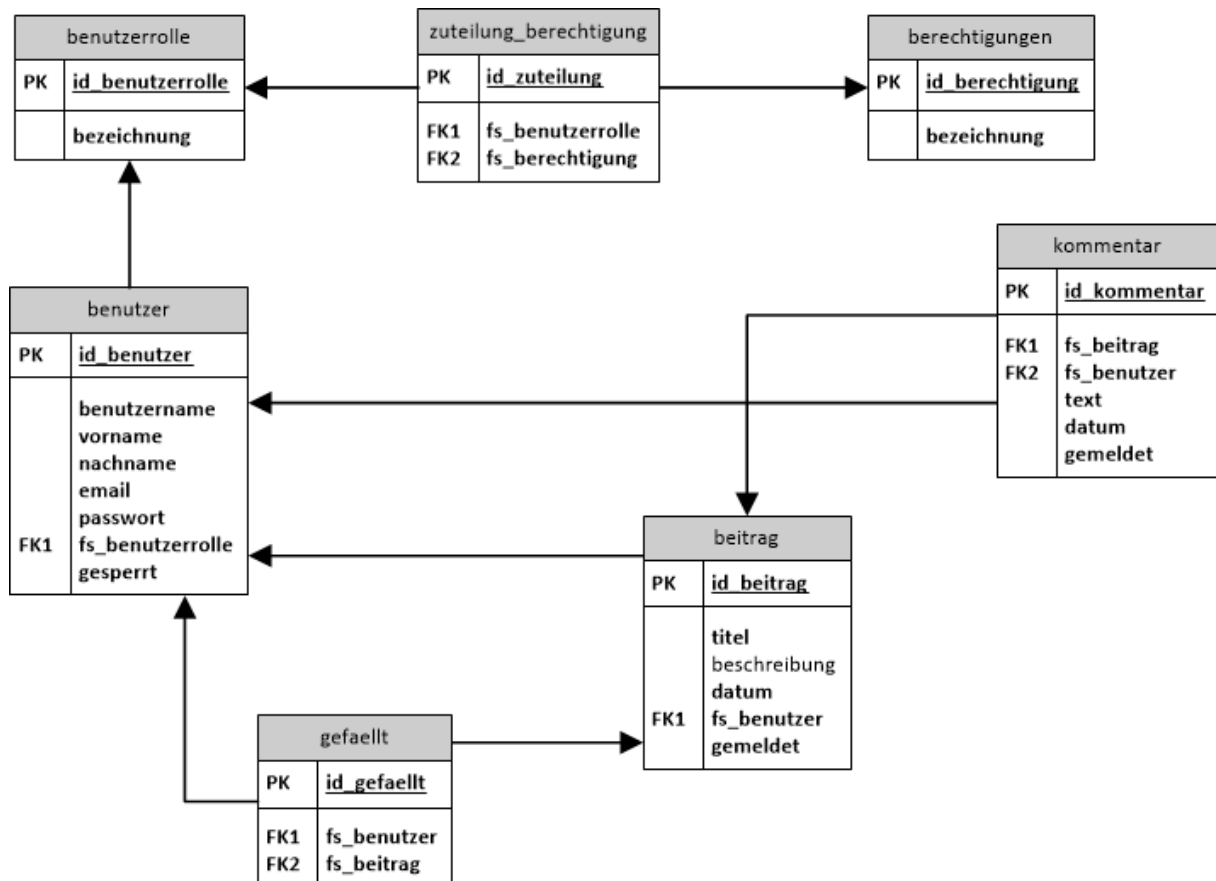 benutzerrolle
PK id_benutzerrolle
bezeichnung
zuteilung_berechtigung
PK id_zuteilung
FK1 fs_benutzerrolle
FK2 fs_berechtigung
berechtigungen
PK id_berechtigung
bezeichnung
kommentar
PK id_kommentar
FK1 fs_beitrag
FK2 fs_benutzer
text
datum
gemeldet
benutzer
PK id_benutzer
benutzername
vorname
nachname
email
passwort
FK1 fs_benutzerrolle
gesperrt
beitrag
PK id_beitrag
titel
beschreibung
datum
FK1 fs_benutzer
gemeldet
gefaellt
PK id_gefaellt
FK1 fs_benutzer
FK2 fs_beitrag